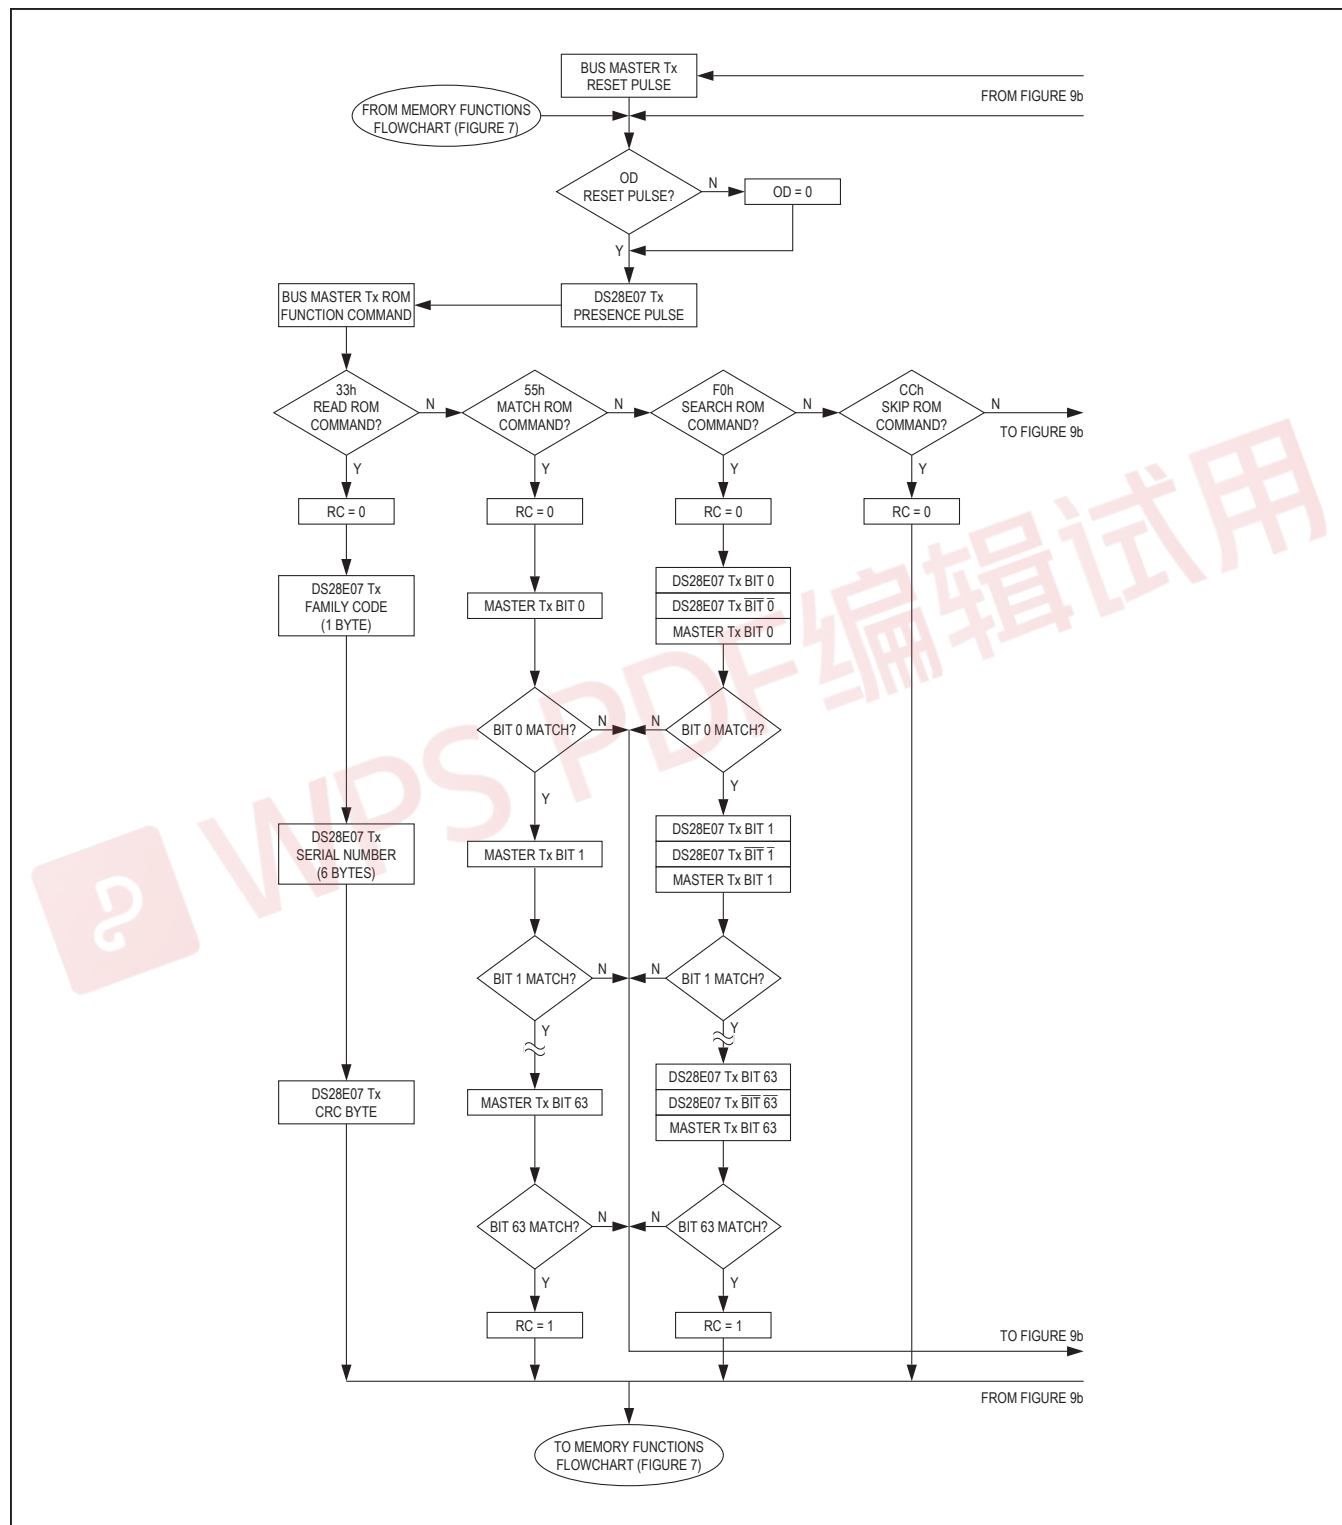 BUS MASTER Tx
RESET PULSE
FROM FIGURE 9b
FROM MEMORY FUNCTIONS
FLOWCHART (FIGURE 7)
OD
RESET PULSE?
N
OD = 0
Y
BUS MASTER Tx ROM
FUNCTION COMMAND
DS28E07 Tx
PRESENCE PULSE
33h
READ ROM
COMMAND?
N
55h
MATCH ROM
COMMAND?
N
F0h
SEARCH ROM
COMMAND?
N
CCh
SKIP ROM
COMMAND?
N
TO FIGURE 9b
Y
Y
Y
Y
RC = 0
RC = 0
RC = 0
RC = 0
DS28E07 Tx
FAMILY CODE
(1 BYTE)
MASTER Tx BIT 0
DS28E07 Tx BIT 0
DS28E07 Tx B̅I̅T̅ 0̅
MASTER Tx BIT 0
BIT 0 MATCH?
N
N
BIT 0 MATCH?
Y
Y
DS28E07 Tx
SERIAL NUMBER
(6 BYTES)
MASTER Tx BIT 1
DS28E07 Tx BIT 1
DS28E07 Tx B̅I̅T̅ 1̅
MASTER Tx BIT 1
BIT 1 MATCH?
N
N
BIT 1 MATCH?
Y
Y
DS28E07 Tx
CRC BYTE
MASTER Tx BIT 63
DS28E07 Tx BIT 63
DS28E07 Tx B̅I̅T̅ 6̅3̅
MASTER Tx BIT 63
BIT 63 MATCH?
N
N
BIT 63 MATCH?
Y
Y
RC = 1
RC = 1
TO FIGURE 9b
FROM FIGURE 9b
TO MEMORY FUNCTIONS
FLOWCHART (FIGURE 7)
WPS PDF编辑试用